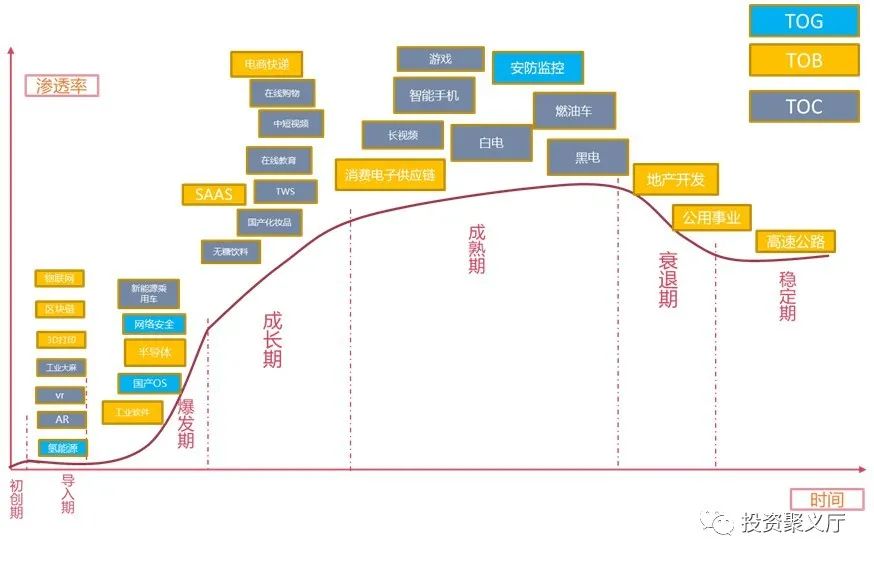 TOG
TOB
TOC
渗透率
电商快递
在线购物
中短视频
在线教育
SAAS
TWS
国产化妆品
无糖饮料
游戏
智能手机
长视频
消费电子供应链
安防监控
燃油车
白电
黑电
地产开发
公用事业
高速公路
物联网
区块链
3D打印
工业大麻
vr
AR
氢能源
新能源乘
用车
网络安全
半导体
国产OS
工业软件
初创期
导入期
爆发期
成长期
成熟期
衰退期
稳定期
时间
投资聚义厅